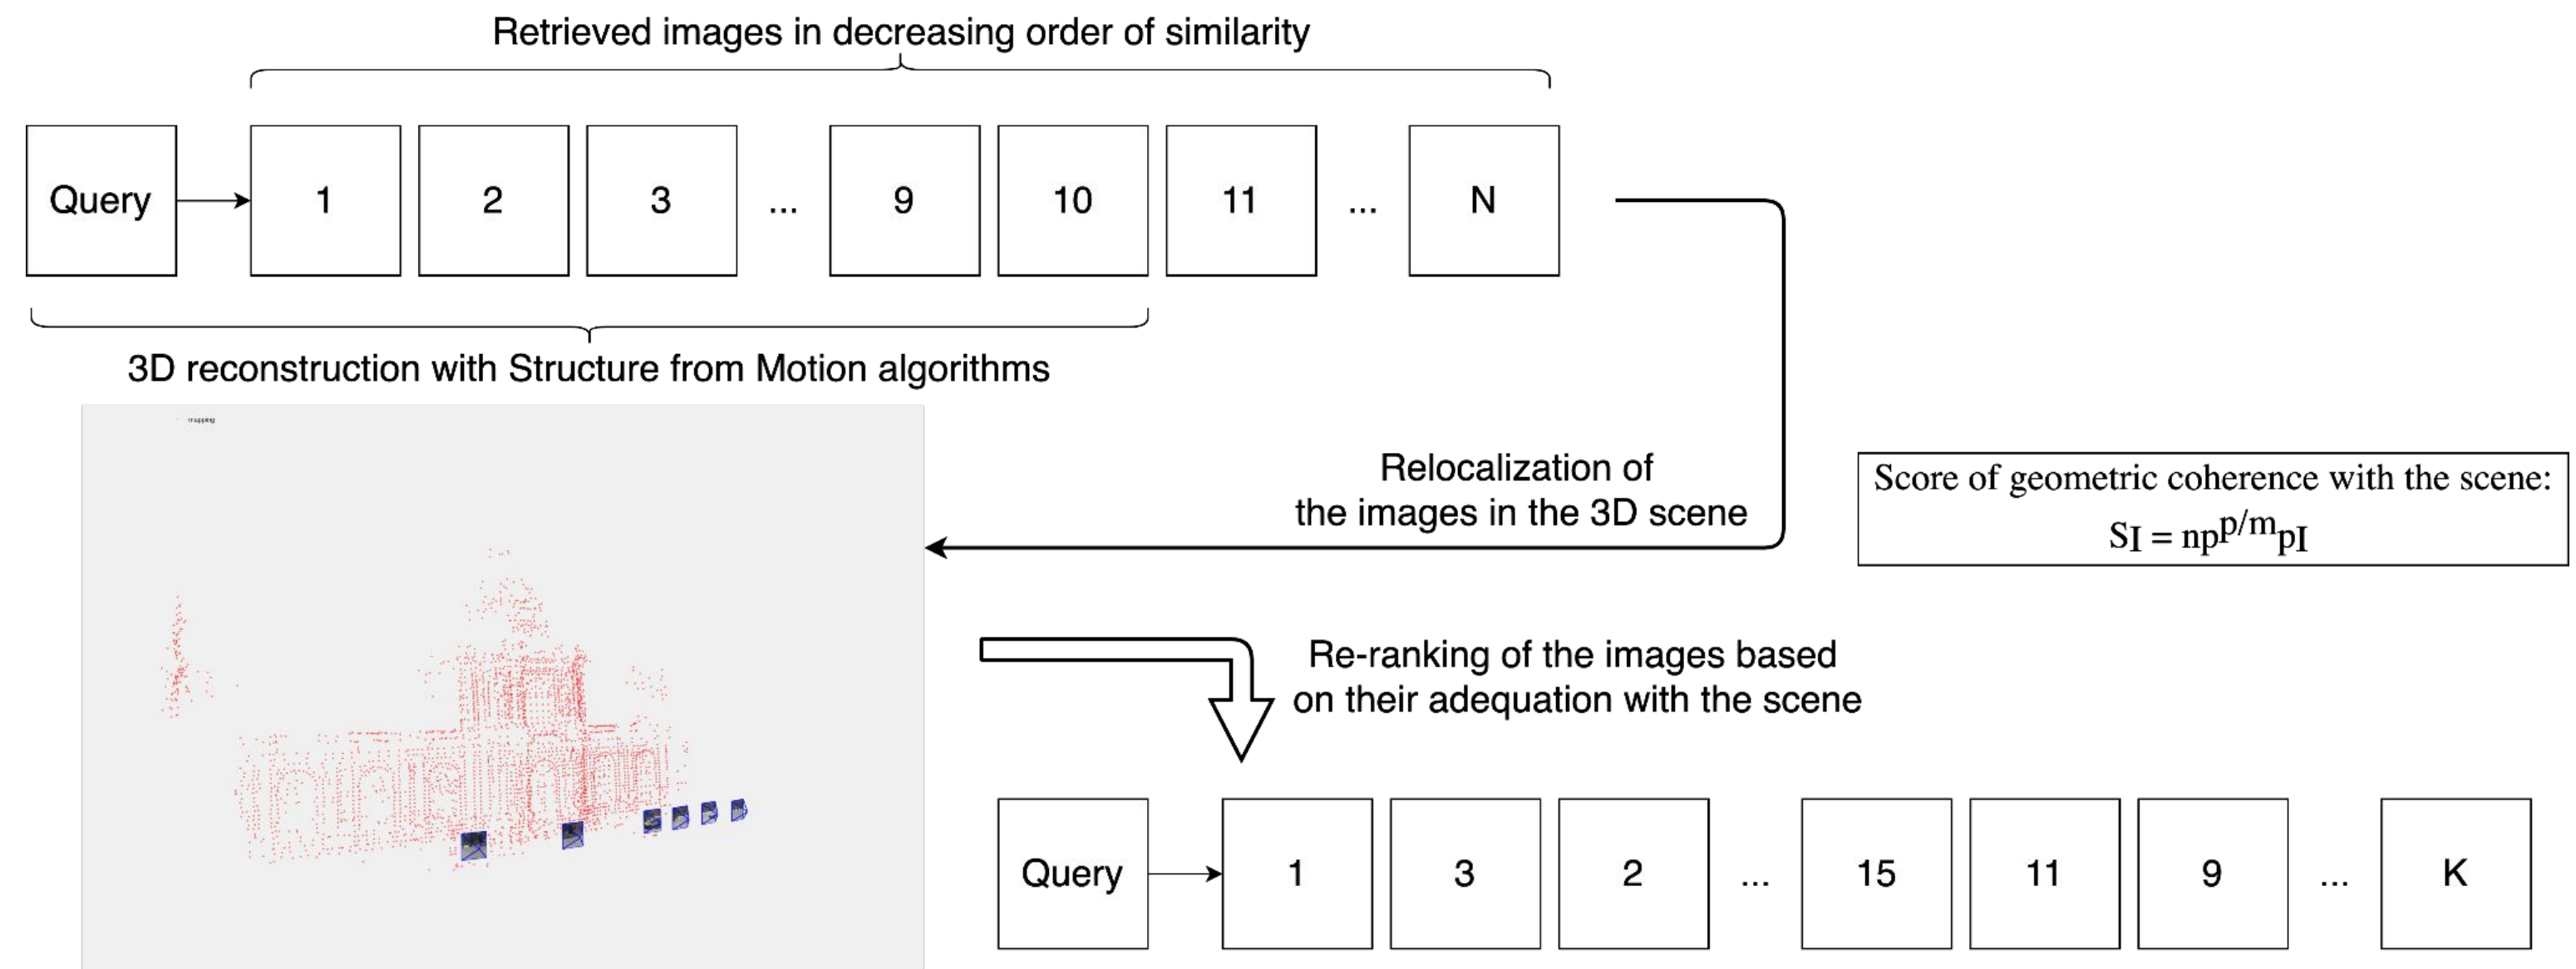 Retrieved images in decreasing order of similarity
Query
1
2
3
...
9
10
11
...
N
3D reconstruction with Structure from Motion algorithms
mapping
Relocalization of
the images in the 3D scene
Score of geometric coherence with the scene:
SI = npp/mpI
Re-ranking of the images based
on their adequation with the scene
Query
1
3
2
...
15
11
9
...
K